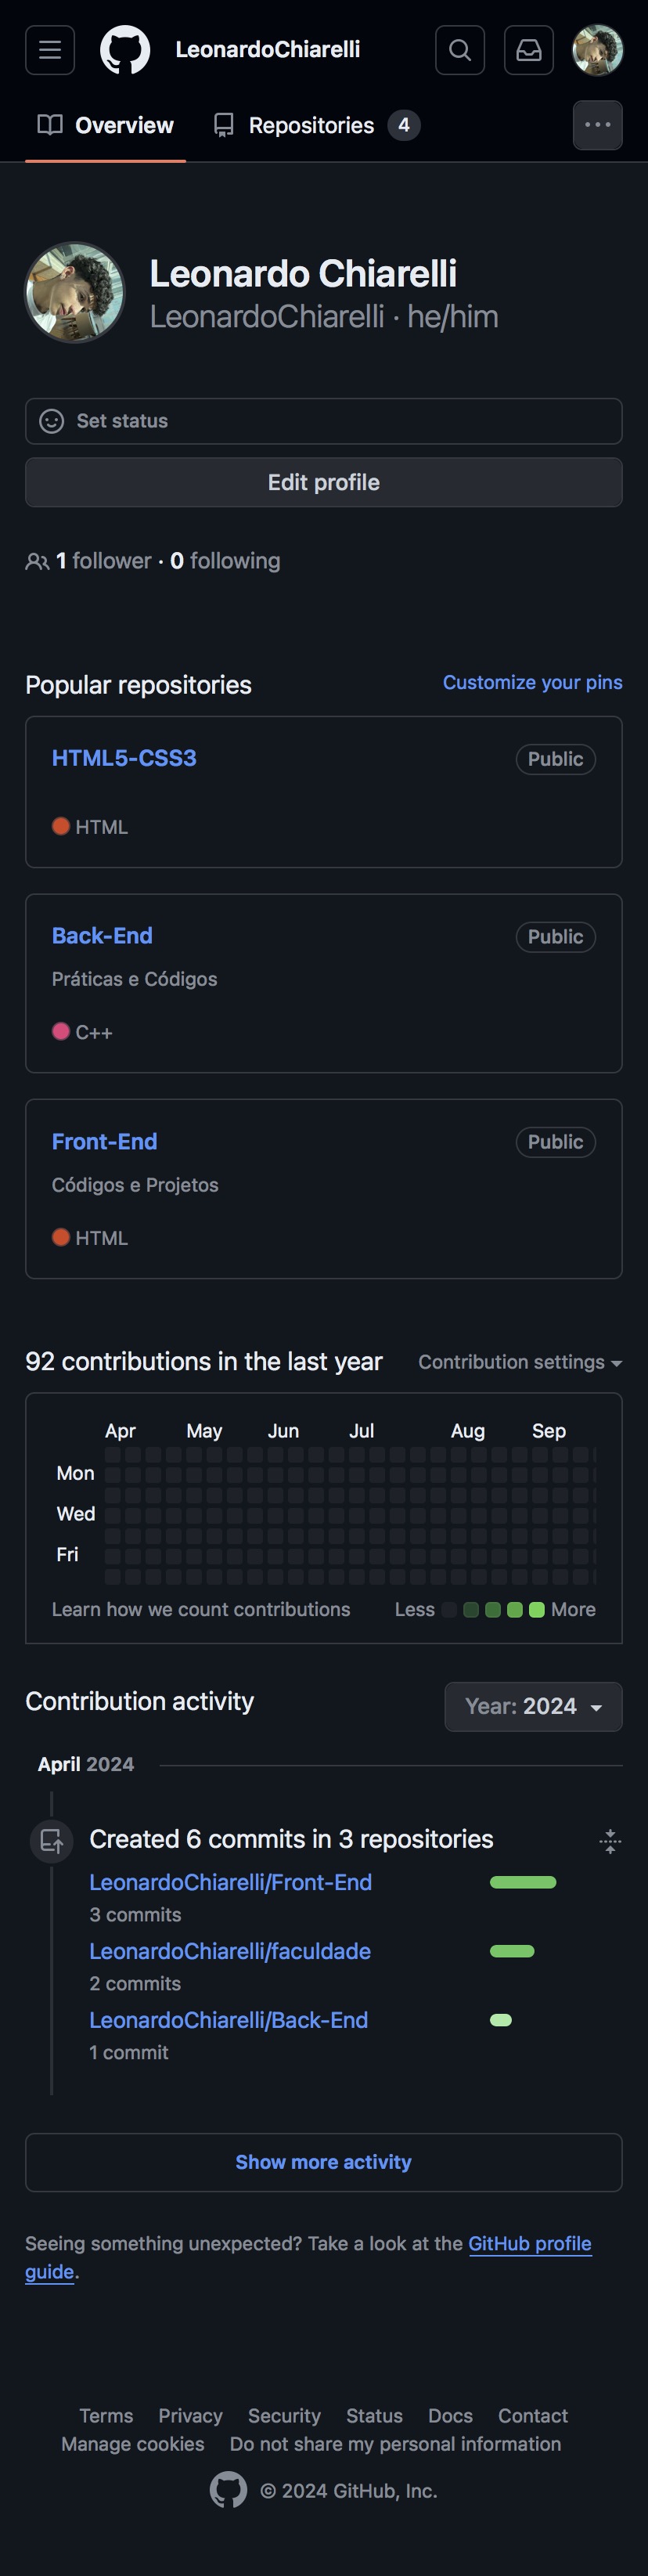 LeonardoChiarelli
Overview
Repositories 4
Leonardo Chiarelli
LeonardoChiarelli · he/him
Set status
Edit profile
1 follower · 0 following
Popular repositories
Customize your pins
HTML5-CSS3
Public
HTML
Back-End
Public
Práticas e Códigos
C++
Front-End
Public
Códigos e Projetos
HTML
92 contributions in the last year
Contribution settings
Apr May Jun Jul Aug Sep
Mon
Wed
Fri
Learn how we count contributions
Less More
Contribution activity
Year: 2024
April 2024
Created 6 commits in 3 repositories
LeonardoChiarelli/Front-End
3 commits
LeonardoChiarelli/faculdade
2 commits
LeonardoChiarelli/Back-End
1 commit
Show more activity
Seeing something unexpected? Take a look at the GitHub profile
guide.
Terms Privacy Security Status Docs Contact
Manage cookies Do not share my personal information
© 2024 GitHub, Inc.